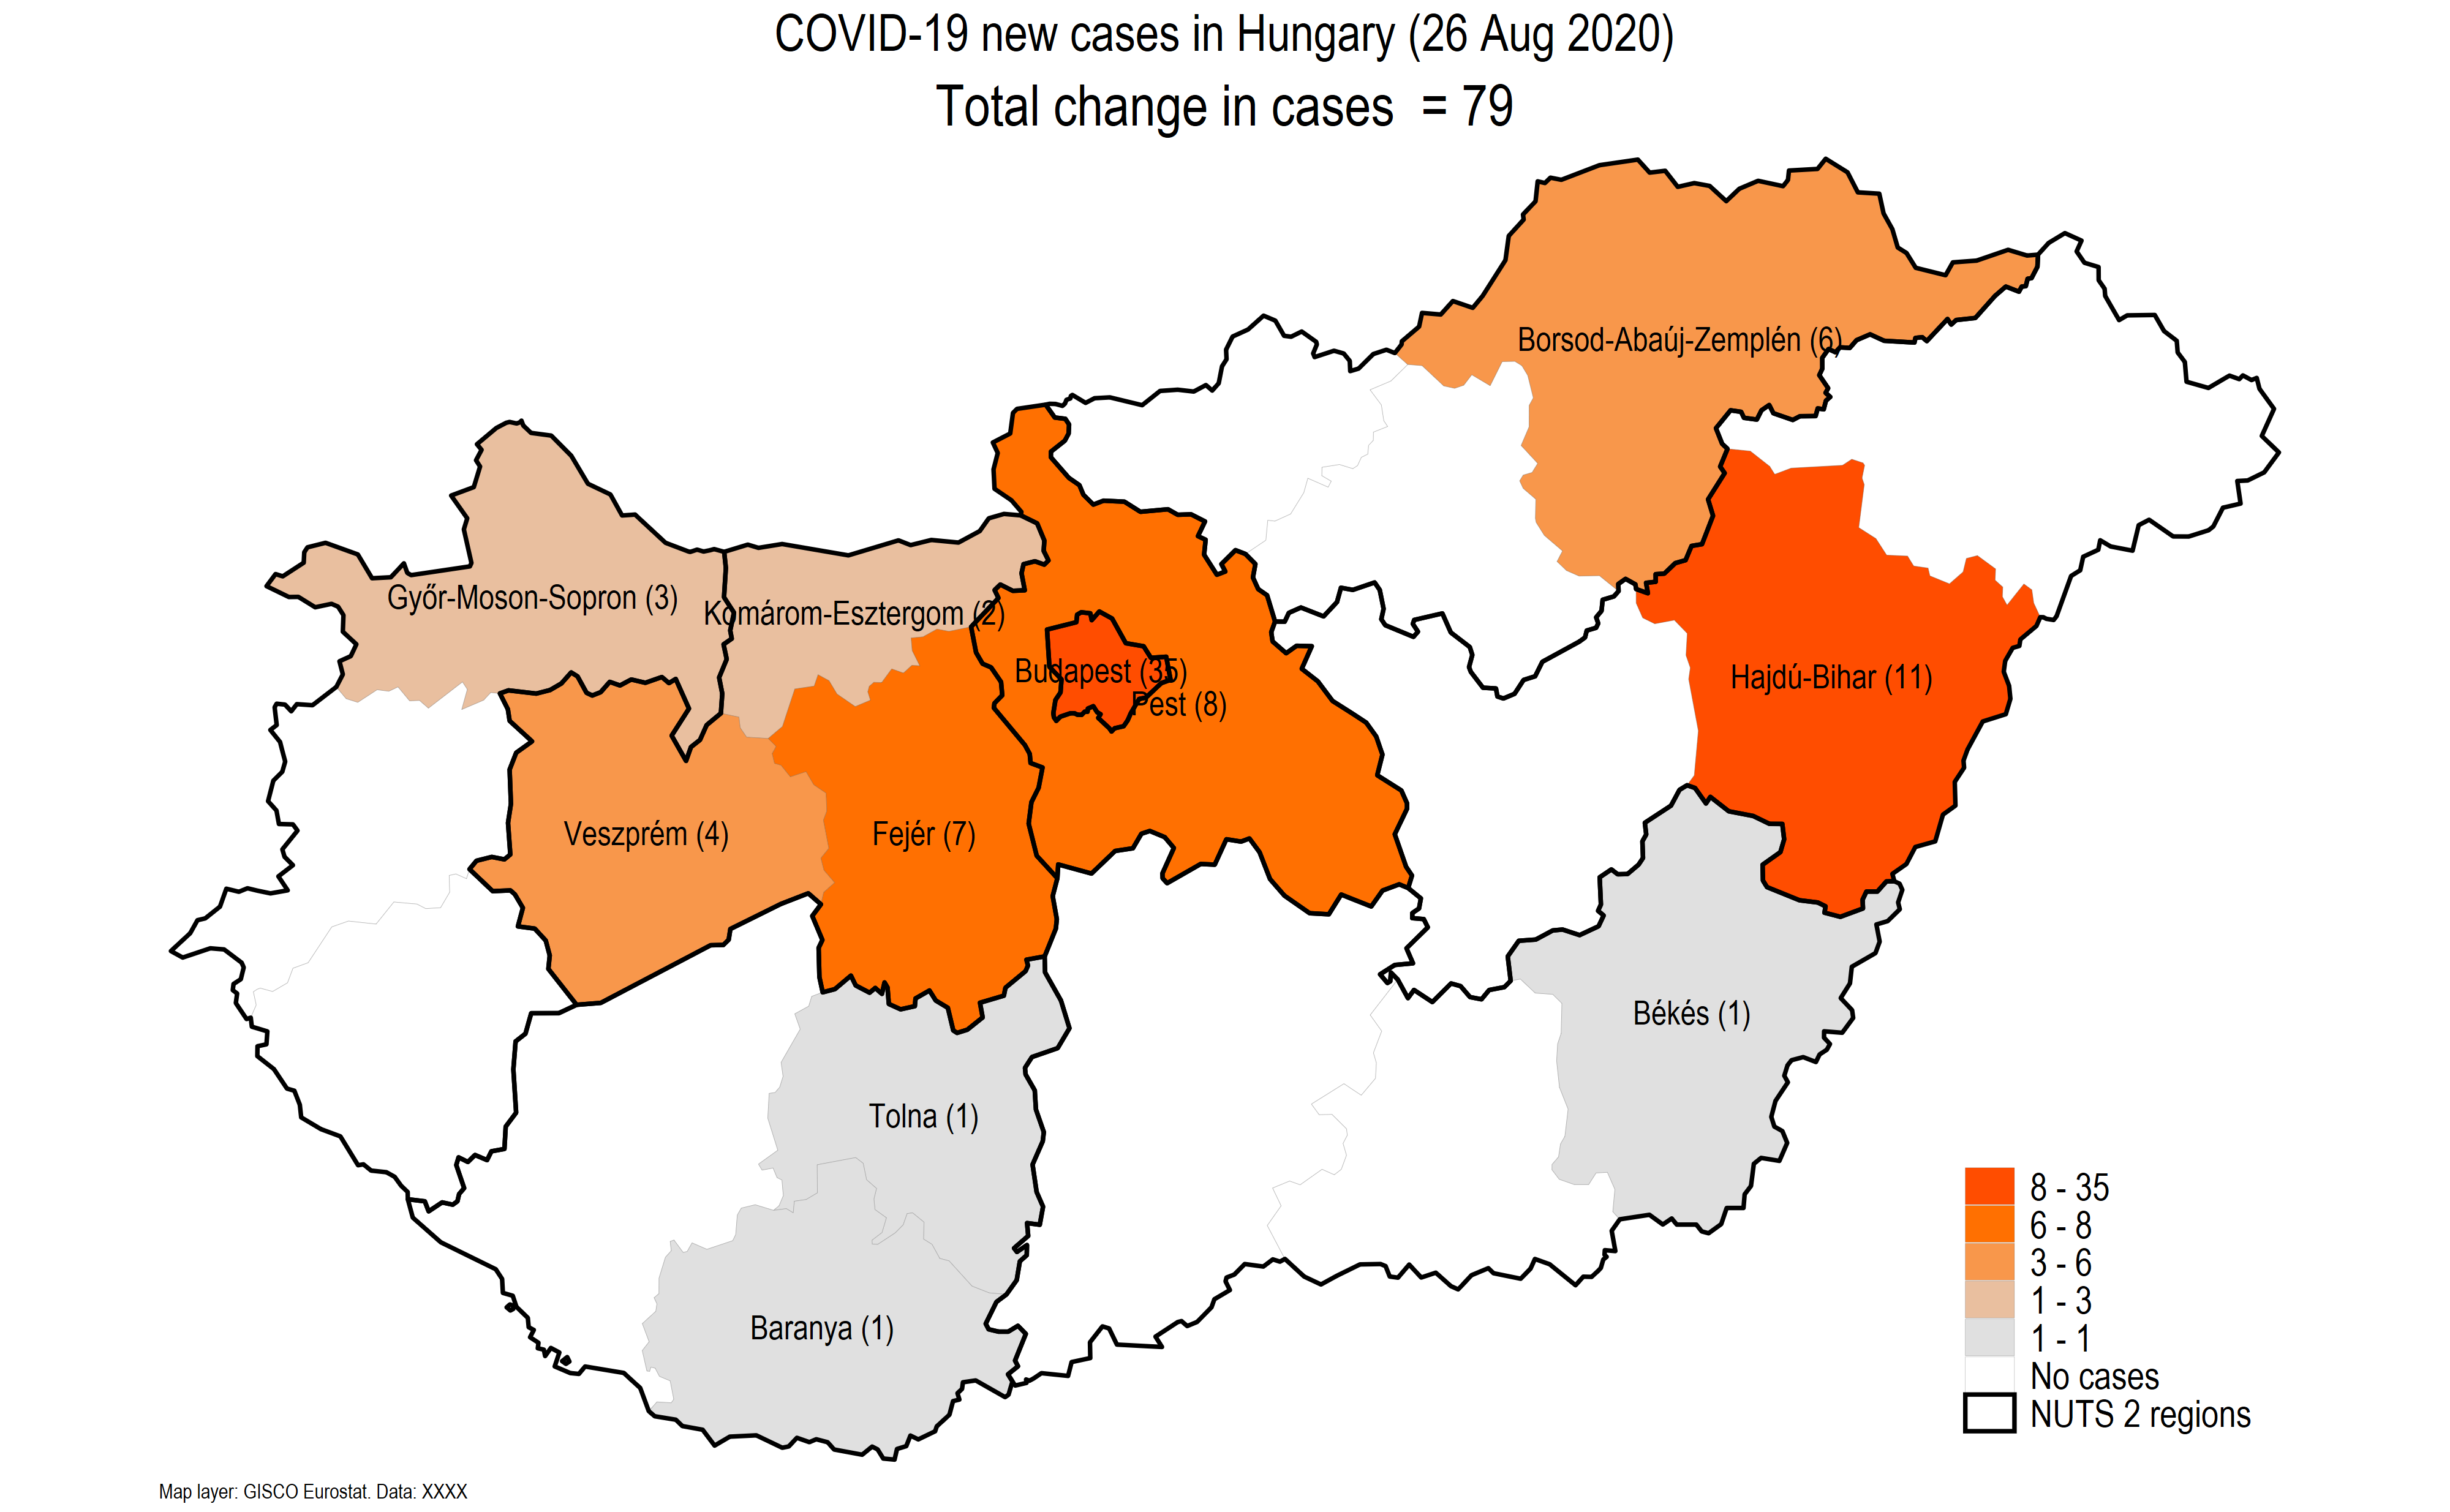 COVID-19 new cases in Hungary (26 Aug 2020)
Total change in cases  = 79
Borsod-Abaúj-Zemplén (6)
Győr-Moson-Sopron (3)
Komárom-Esztergom (2)
Budapest (35)
Hajdú-Bihar (11)
Pest (8)
Veszprém (4)
Fejér (7)
Békés (1)
Tolna (1)
Baranya (1)
8 - 35
6 - 8
3 - 6
1 - 3
1 - 1
No cases
NUTS 2 regions
Map layer: GISCO Eurostat. Data: XXXX